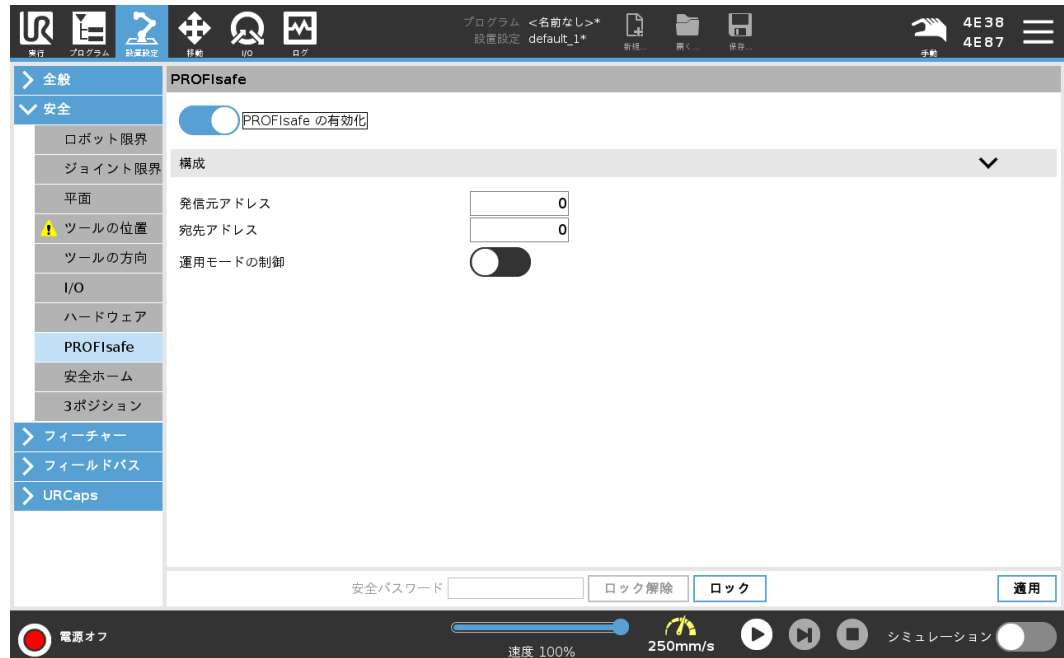 UR
実行
プログラム
設置設定
移動
I/O
ログ
プログラム <名前なし>*
設置設定 default_1*
新規...
開く...
保存...
手動
4E38
4E87
全般
安全
ロボット限界
ジョイント限界
平面
ツールの位置
ツールの方向
I/O
ハードウェア
PROFIsafe
安全ホーム
3ポジション
フィーチャー
フィールドバス
URCaps
PROFIsafe
PROFIsafe の有効化
構成
発信元アドレス 0
宛先アドレス 0
運用モードの制御
安全パスワード ロック解除 ロック 適用
電源オフ
速度 100%
250mm/s
シミュレーション